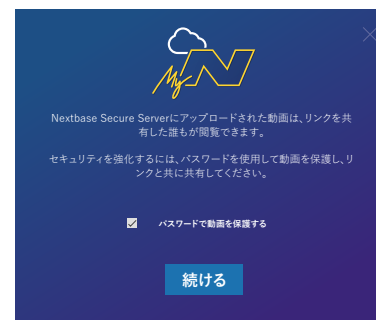 MyN
Nextbase Secure Serverにアップロードされた動画は、リンクを共
有した誰もが閲覧できます。
セキュリティを強化するには、パスワードを使用して動画を保護し、リ
ンクと共に共有してください。
パスワードで動画を保護する
続ける